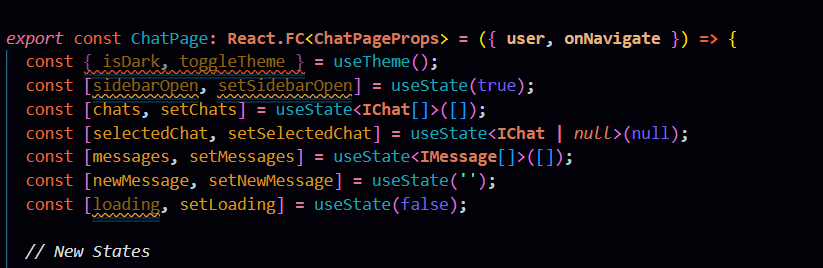 export const ChatPage: React.FC<ChatPageProps> = ({ user, onNavigate }) => {
const { isDark, toggleTheme } = useTheme();
const [sidebarOpen, setSidebarOpen] = useState(true);
const [chats, setChats] = useState<IChat[]>([]);
const [selectedChat, setSelectedChat] = useState<IChat | null>(null);
const [messages, setMessages] = useState<IMessage[]>([]);
const [newMessage, setNewMessage] = useState('');
const [loading, setLoading] = useState(false);
// New States